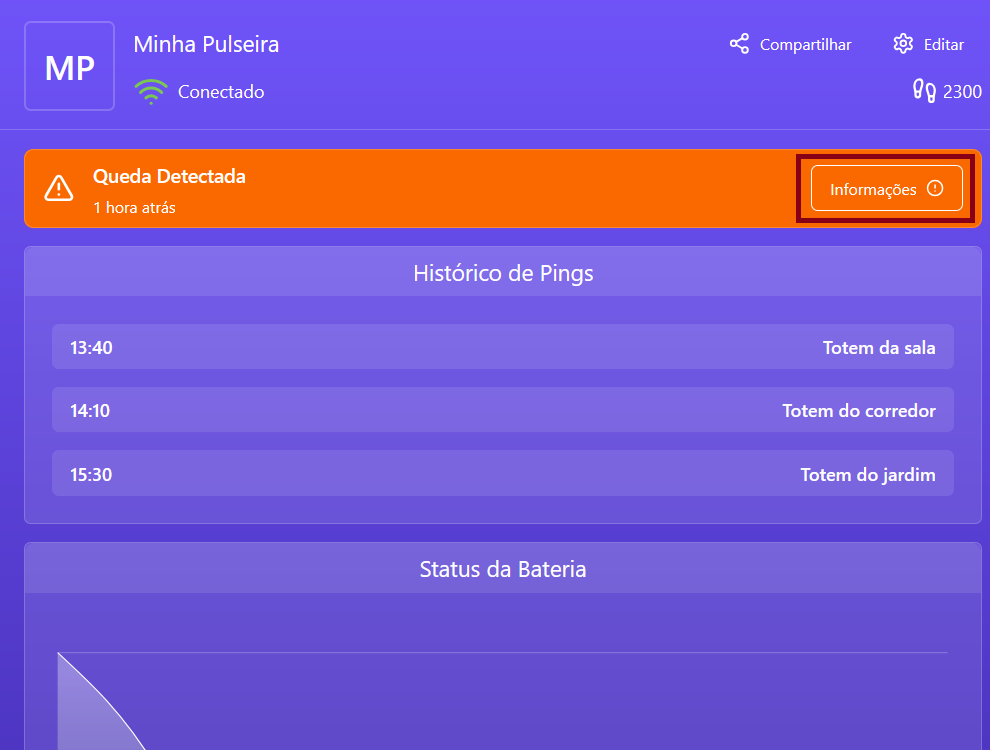 MP
Minha Pulseira
Conectado
Compartilhar
Editar
2300
Queda Detectada
1 hora atrás
Informações
Histórico de Pings
13:40 Totem da sala
14:10 Totem do corredor
15:30 Totem do jardim
Status da Bateria